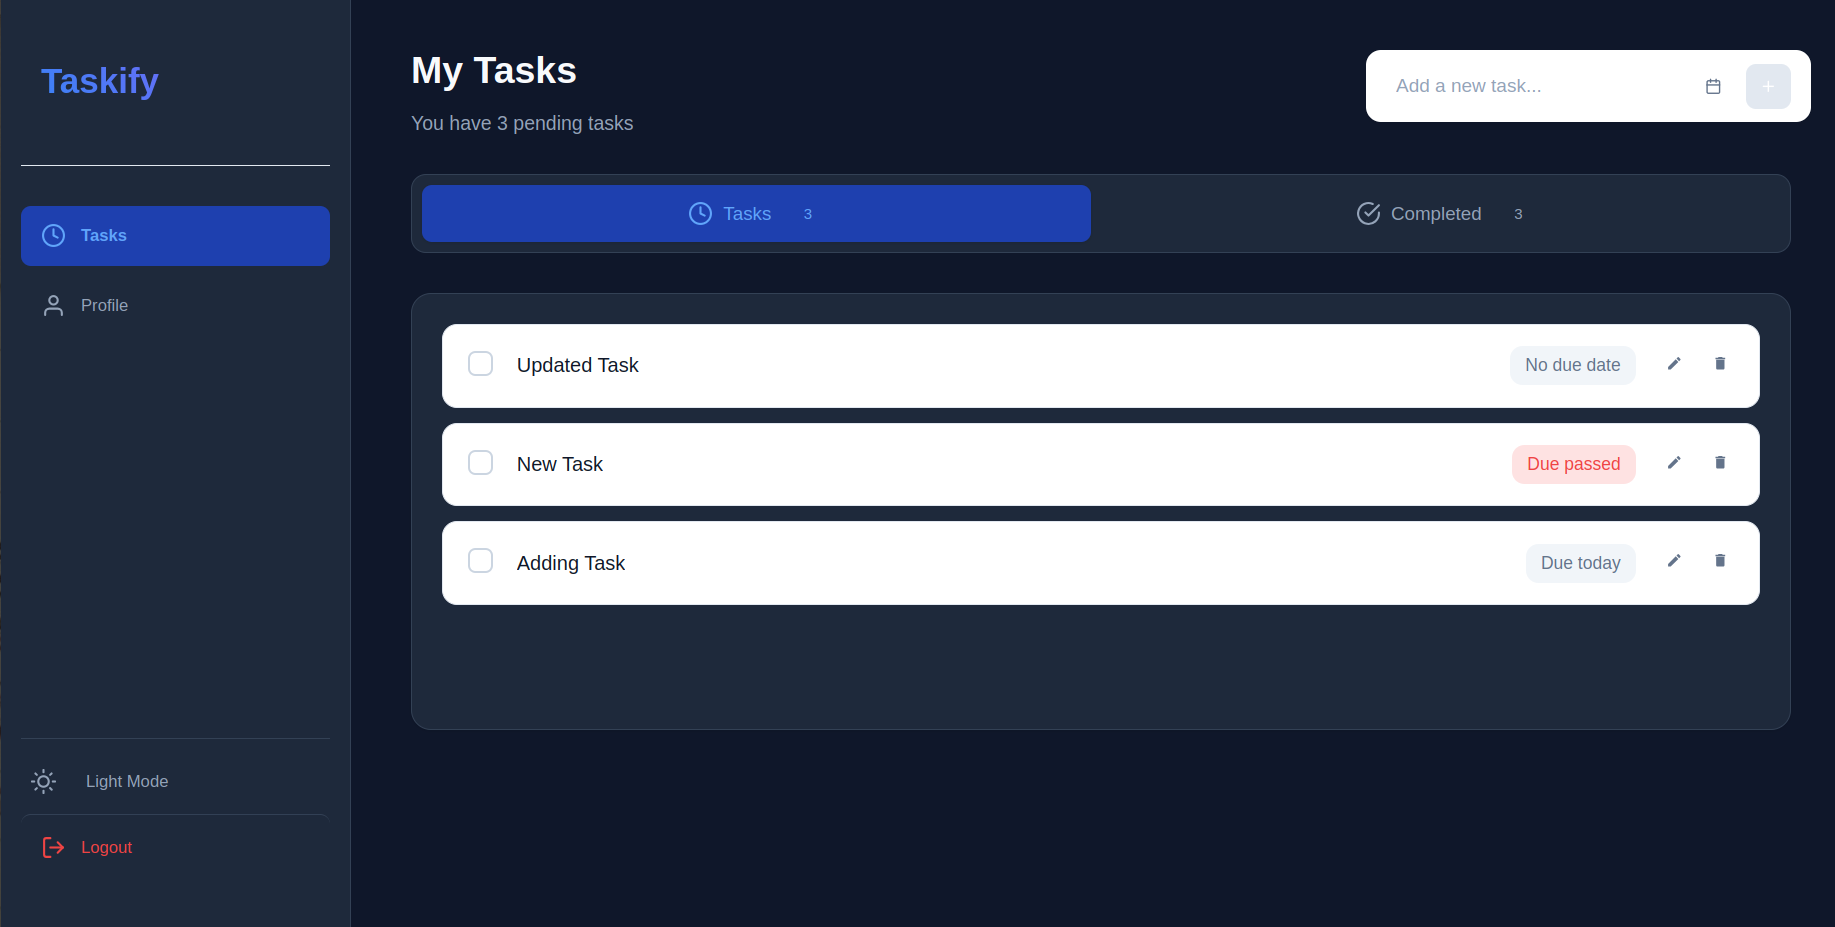 Taskify
Tasks
Profile
Light Mode
Logout
My Tasks
You have 3 pending tasks
Add a new task...
+
Tasks 3
Completed 3
Updated Task No due date
New Task Due passed
Adding Task Due today